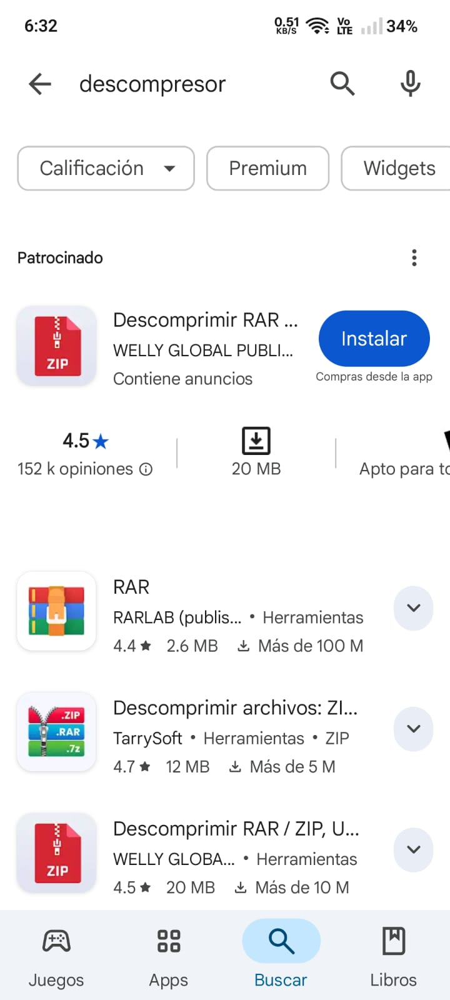 6:32
0.51 KB/S
Vo LTE
34%
descompresor
Calificación
Premium
Widgets
Patrocinado
ZIP
Descomprimir RAR ...
WELLY GLOBAL PUBLI...
Contiene anuncios
Instalar
Compras desde la app
4.5★
152 k opiniones
20 MB
Apto para to
RAR
RARLAB (publis... • Herramientas
4.4★ 2.6 MB Más de 100 M
.ZIP
.RAR
.7z
Descomprimir archivos: ZI...
TarrySoft • Herramientas • ZIP
4.7★ 12 MB Más de 5 M
ZIP
Descomprimir RAR / ZIP, U...
WELLY GLOBA... • Herramientas
4.5★ 20 MB Más de 10 M
Juegos
Apps
Buscar
Libros